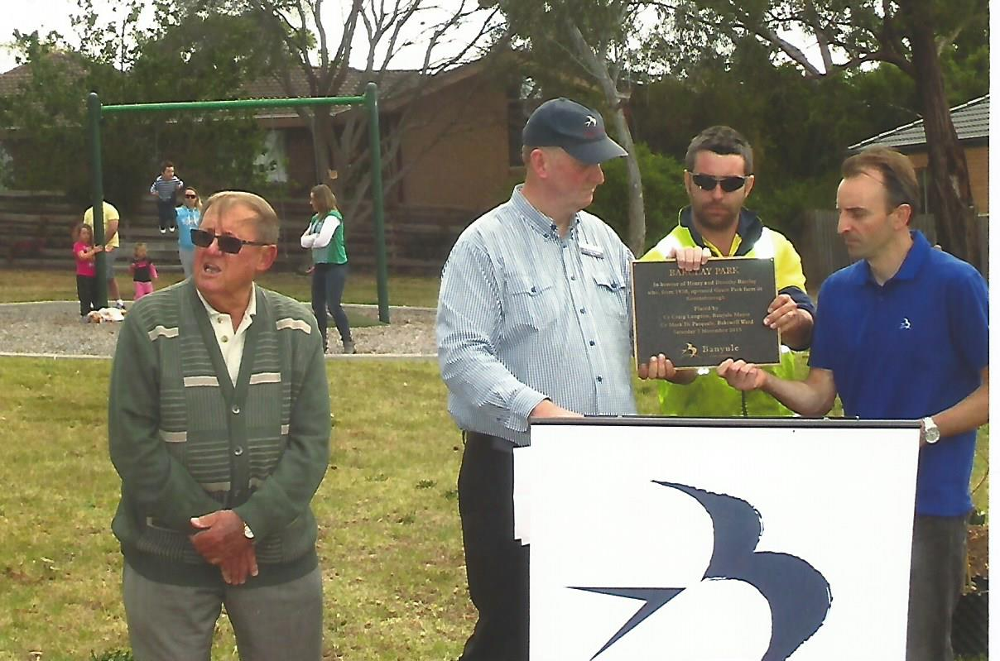 BARCLAY PARK
In honour of Henry and Dorothy Barclay
who, from 1938, operated Grace Park farm in
Greensborough
Placed by
Cr Craig Langdon, Banyule Mayor
Cr Mark Di Pasquale, Bakewell Ward
Saturday 7 November 2015
Banyule